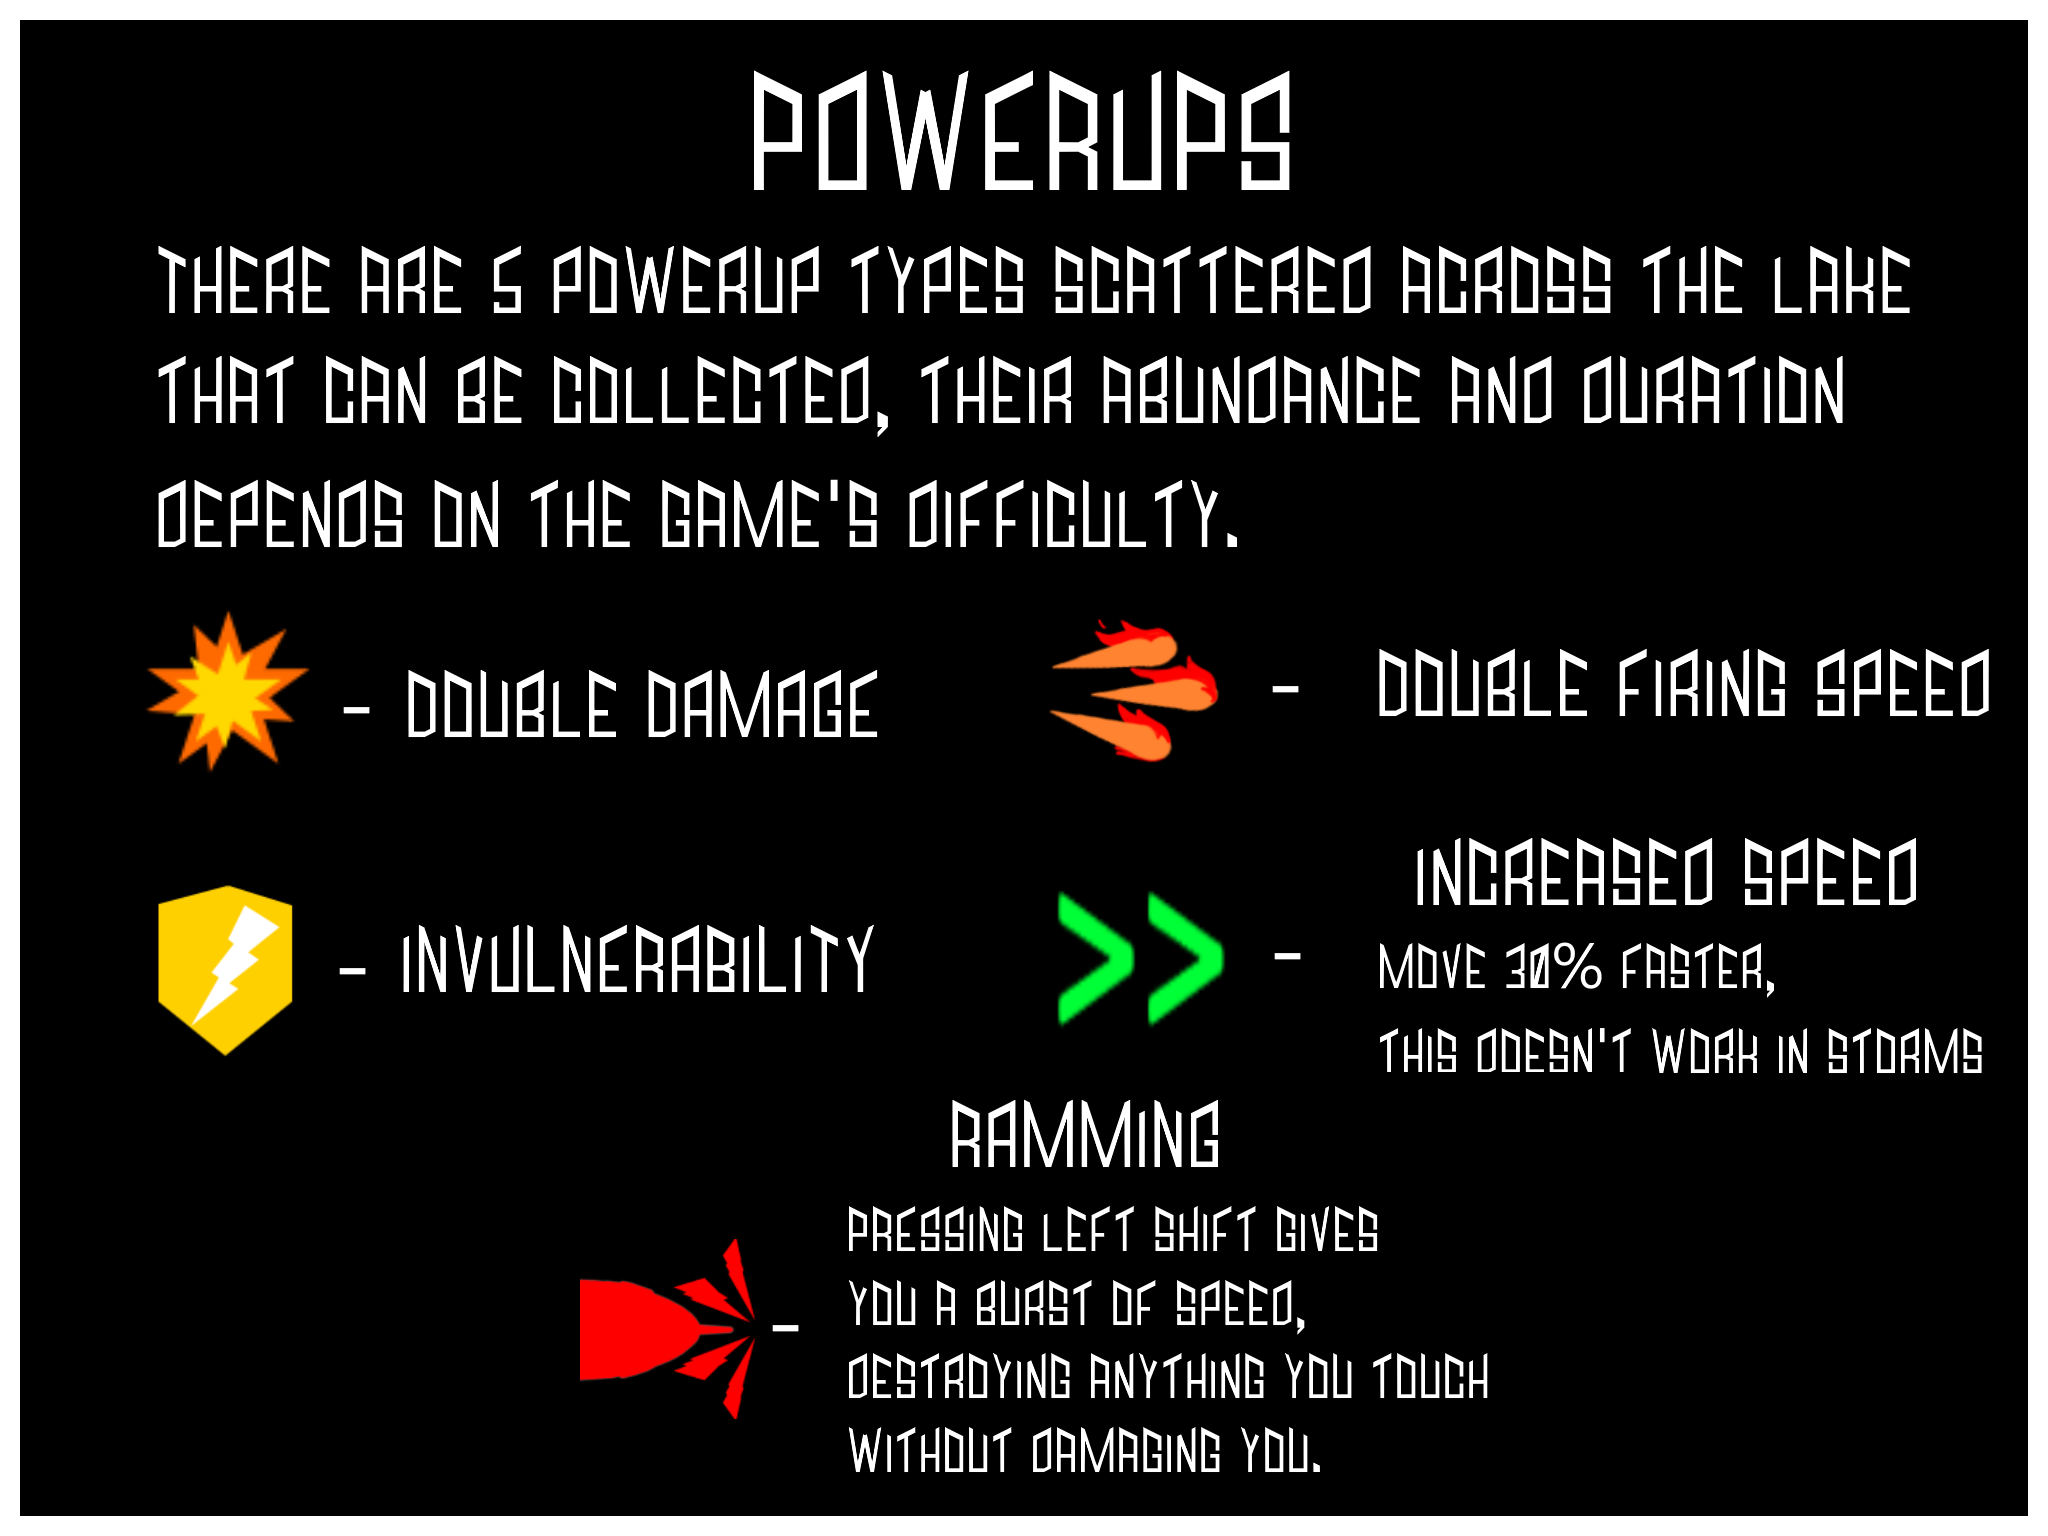 POWERUPS
THERE ARE 5 POWERUP TYPES SCATTERED ACROSS THE LAKE
THAT CAN BE COLLECTED, THEIR ABUNDANCE AND DURATION
DEPENDS ON THE GAME'S DIFFICULTY.
- DOUBLE DAMAGE
- DOUBLE FIRING SPEED
- INVULNERABILITY
- INCREASED SPEED
MOVE 30% FASTER,
THIS DOESN'T WORK IN STORMS
RAMMING
PRESSING LEFT SHIFT GIVES
YOU A BURST OF SPEED,
- DESTROYING ANYTHING YOU TOUCH
WITHOUT DAMAGING YOU.